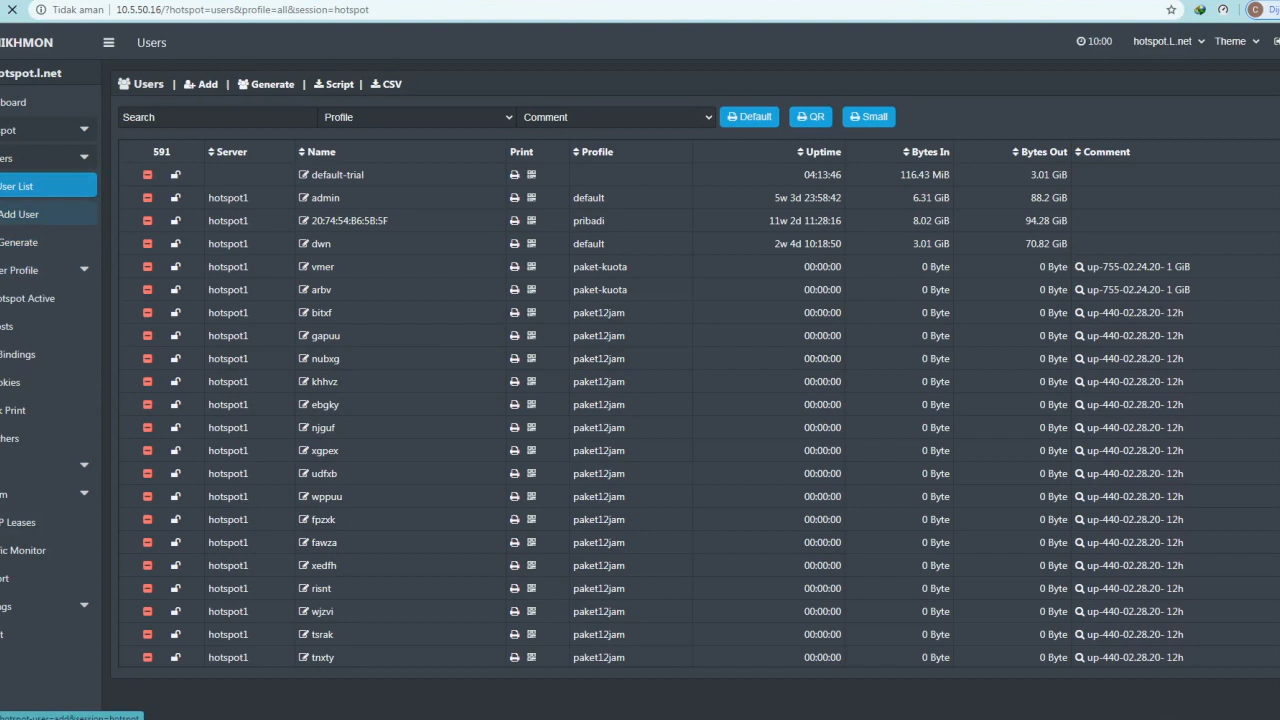 Tidak aman 10.5.50.16/?hotspot=users&profile=all&session=hotspot C Dij
IKHMON Users 10:00 hotspot.L.net Theme
otspot.l.net
Users | Add | Generate | Script | CSV
board
Search Profile Comment Default QR Small
pot
591 Server Name Print Profile Uptime Bytes In Bytes Out Comment
ers
default-trial 04:13:46 116.43 MiB 3.01 GiB
User List
hotspot1 admin default 5w 3d 23:58:42 6.31 GiB 88.2 GiB
Add User
hotspot1 20:74:54:B6:5B:5F pribadi 11w 2d 11:28:16 8.02 GiB 94.28 GiB
Generate
hotspot1 dwn default 2w 4d 10:18:50 3.01 GiB 70.82 GiB
er Profile
hotspot1 vmer paket-kuota 00:00:00 0 Byte 0 Byte up-755-02.24.20- 1 GiB
otspot Active
hotspot1 arbv paket-kuota 00:00:00 0 Byte 0 Byte up-755-02.24.20- 1 GiB
hotspot1 bitxf paket12jam 00:00:00 0 Byte 0 Byte up-440-02.28.20- 12h
osts
hotspot1 gapuu paket12jam 00:00:00 0 Byte 0 Byte up-440-02.28.20- 12h
Bindings
hotspot1 nubxg paket12jam 00:00:00 0 Byte 0 Byte up-440-02.28.20- 12h
okies
hotspot1 khhvz paket12jam 00:00:00 0 Byte 0 Byte up-440-02.28.20- 12h
k Print
hotspot1 ebgky paket12jam 00:00:00 0 Byte 0 Byte up-440-02.28.20- 12h
hotspot1 njguf paket12jam 00:00:00 0 Byte 0 Byte up-440-02.28.20- 12h
chers
hotspot1 xgpex paket12jam 00:00:00 0 Byte 0 Byte up-440-02.28.20- 12h
hotspot1 udfxb paket12jam 00:00:00 0 Byte 0 Byte up-440-02.28.20- 12h
m
hotspot1 wppuu paket12jam 00:00:00 0 Byte 0 Byte up-440-02.28.20- 12h
P Leases
hotspot1 fpzxk paket12jam 00:00:00 0 Byte 0 Byte up-440-02.28.20- 12h
fic Monitor
hotspot1 fawza paket12jam 00:00:00 0 Byte 0 Byte up-440-02.28.20- 12h
hotspot1 xedfh paket12jam 00:00:00 0 Byte 0 Byte up-440-02.28.20- 12h
ort
hotspot1 risnt paket12jam 00:00:00 0 Byte 0 Byte up-440-02.28.20- 12h
ngs
hotspot1 wjzvi paket12jam 00:00:00 0 Byte 0 Byte up-440-02.28.20- 12h
t
hotspot1 tsrak paket12jam 00:00:00 0 Byte 0 Byte up-440-02.28.20- 12h
hotspot1 tnxty paket12jam 00:00:00 0 Byte 0 Byte up-440-02.28.20- 12h
hotspot-user=add&session=hotspot